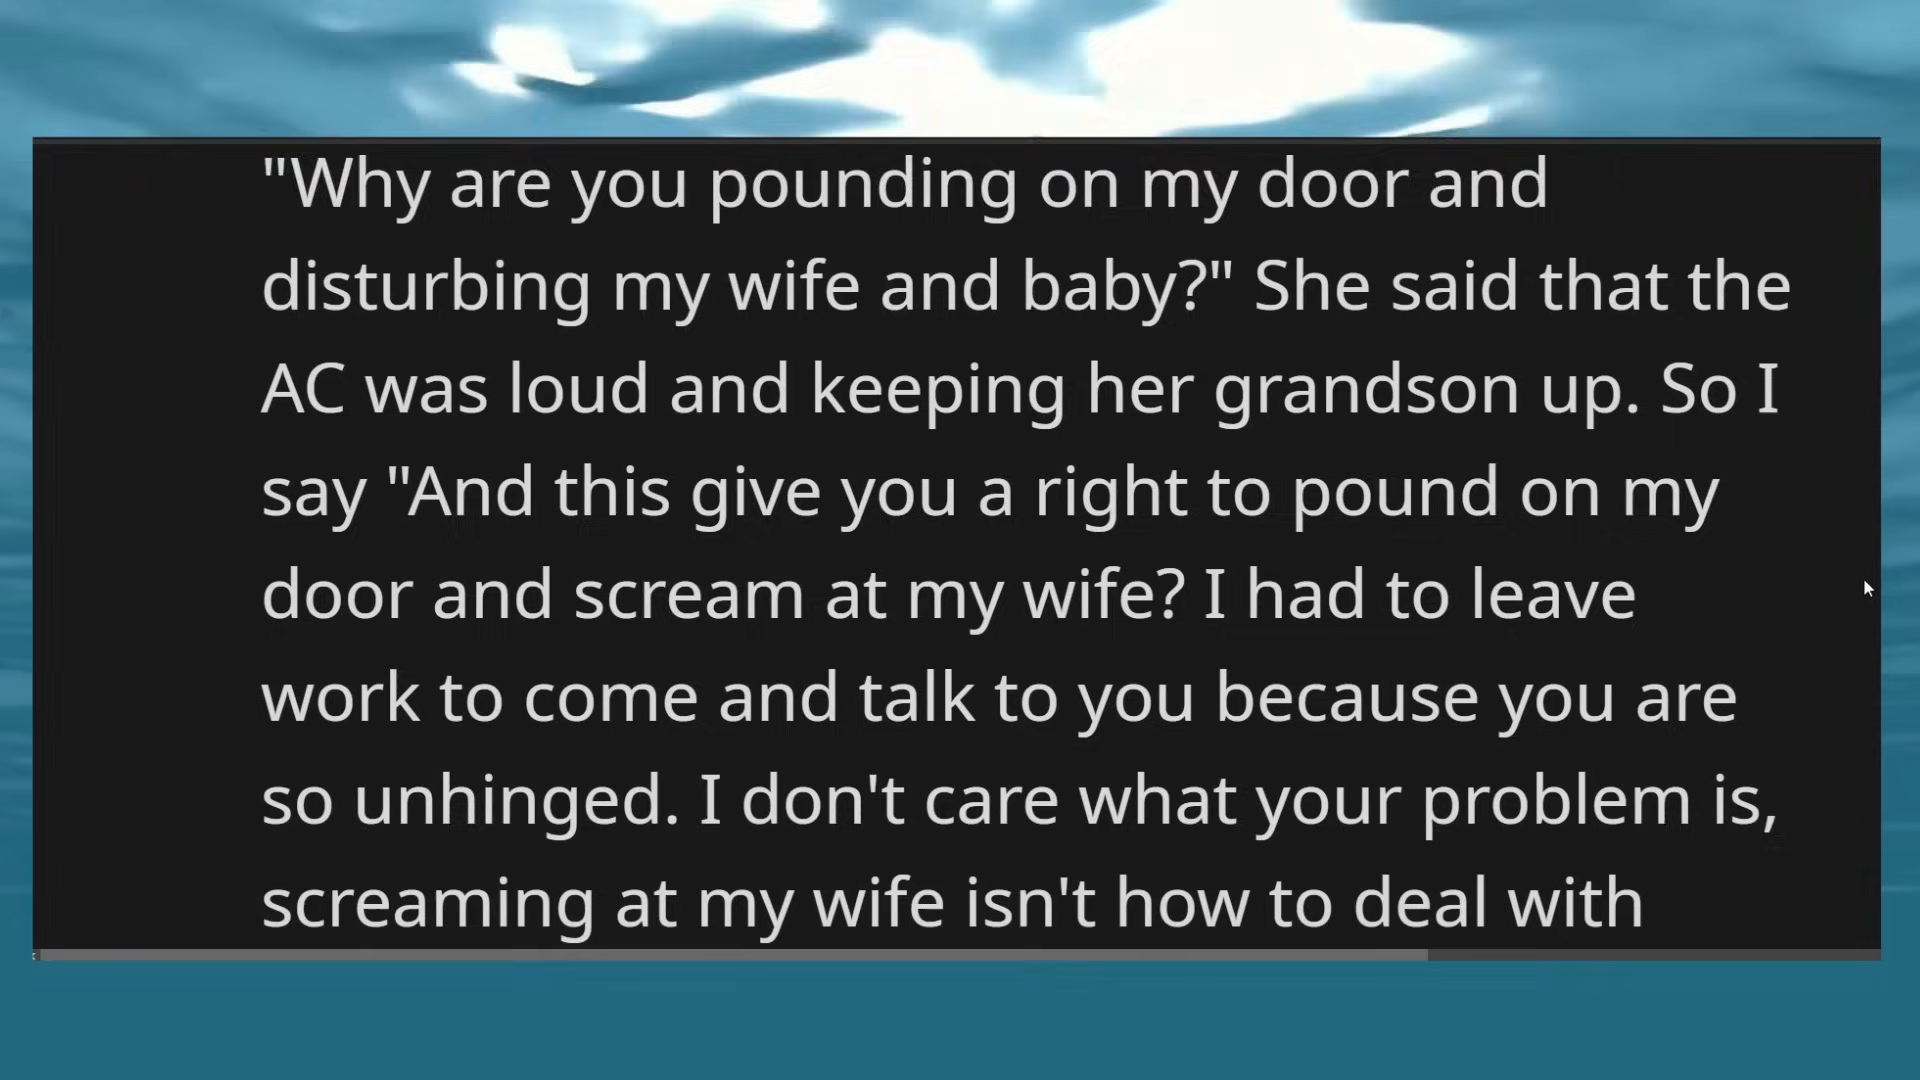 "Why are you pounding on my door and
disturbing my wife and baby?" She said that the
AC was loud and keeping her grandson up. So I
say "And this give you a right to pound on my
door and scream at my wife? I had to leave
work to come and talk to you because you are
so unhinged. I don't care what your problem is,
screaming at my wife isn't how to deal with